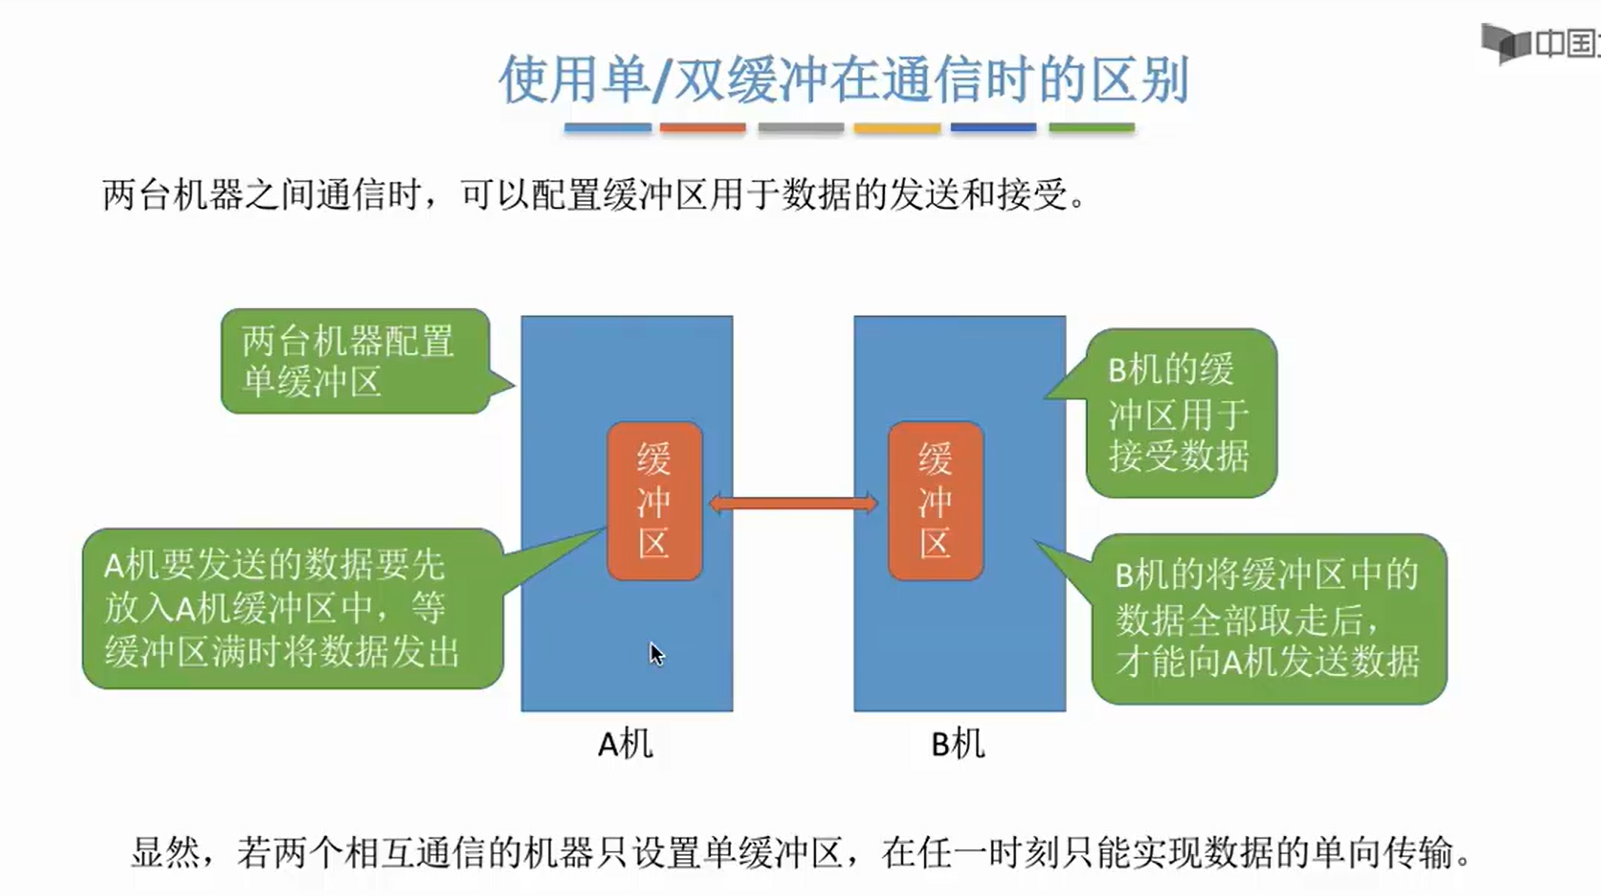 中国
使用单/双缓冲在通信时的区别
两台机器之间通信时，可以配置缓冲区用于数据的发送和接受。
两台机器配置
单缓冲区
B机的缓
冲区用于
接受数据
缓
冲
区
缓
冲
区
A机要发送的数据要先
放入A机缓冲区中，等
缓冲区满时将数据发出
B机的将缓冲区中的
数据全部取走后，
才能向A机发送数据
A机
B机
显然，若两个相互通信的机器只设置单缓冲区，在任一时刻只能实现数据的单向传输。